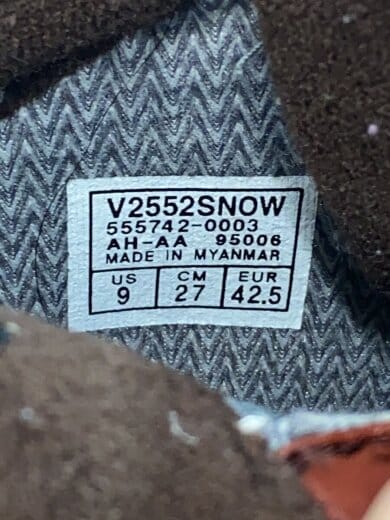 V2552SNOW
555742-0003
AH-AA 95006
MADE IN MYANMAR
US CM EUR
9 27 42.5